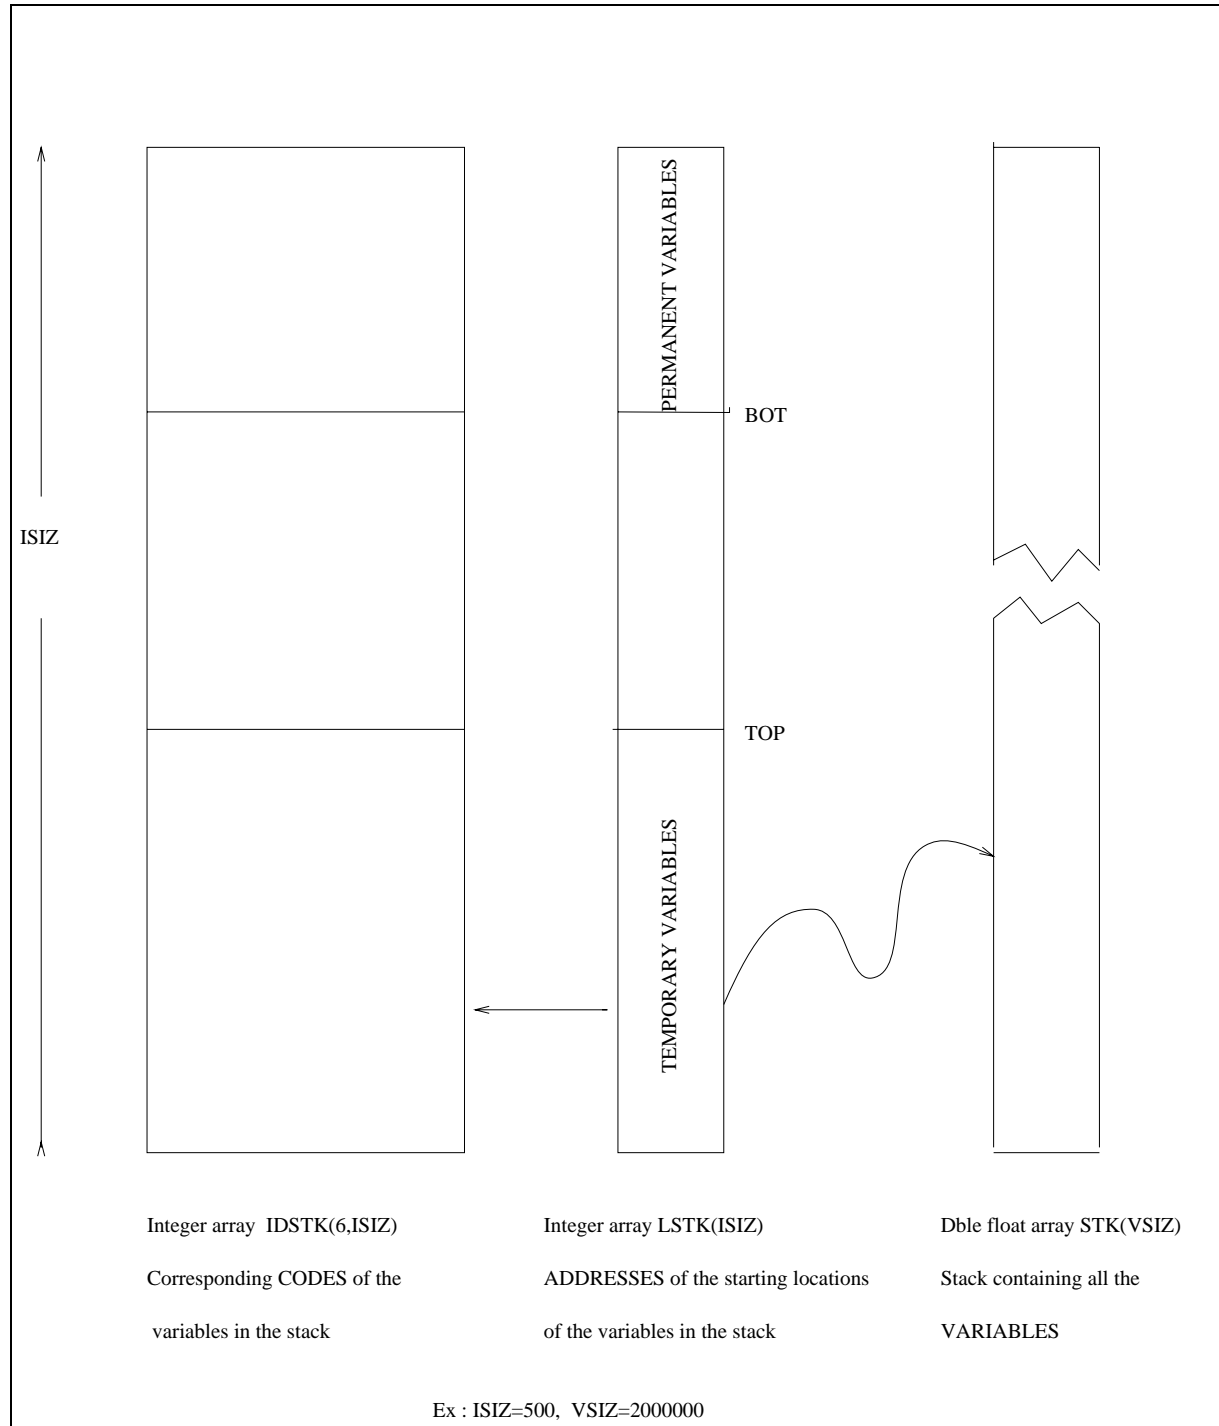 PERMANENT VARIABLES
BOT
ISIZ
TOP
TEMPORARY VARIABLES
Integer array IDSTK(6,ISIZ)
Corresponding CODES of the
variables in the stack
Integer array LSTK(ISIZ)
ADDRESSES of the starting locations
of the variables in the stack
Dble float array STK(VSIZ)
Stack containing all the
VARIABLES
Ex : ISIZ=500, VSIZ=2000000